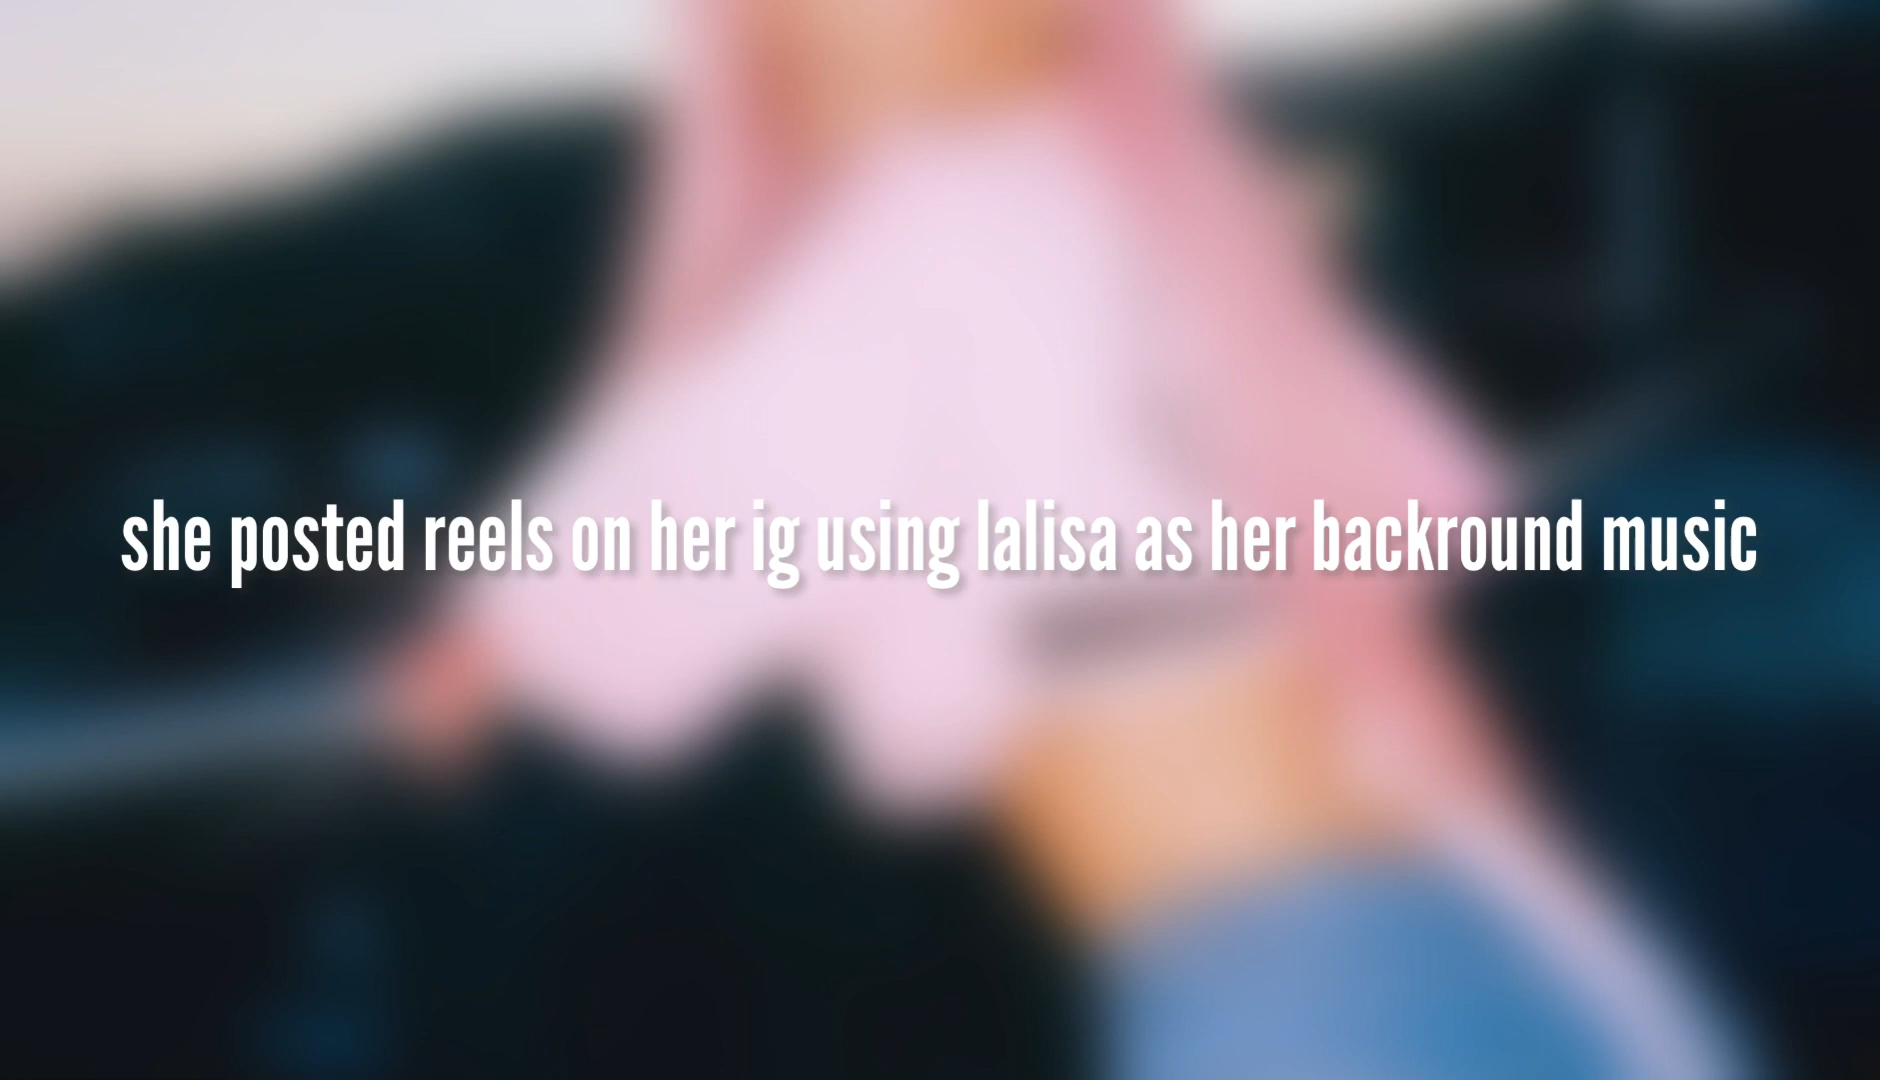 she posted reels on her ig using lalisa as her backround music